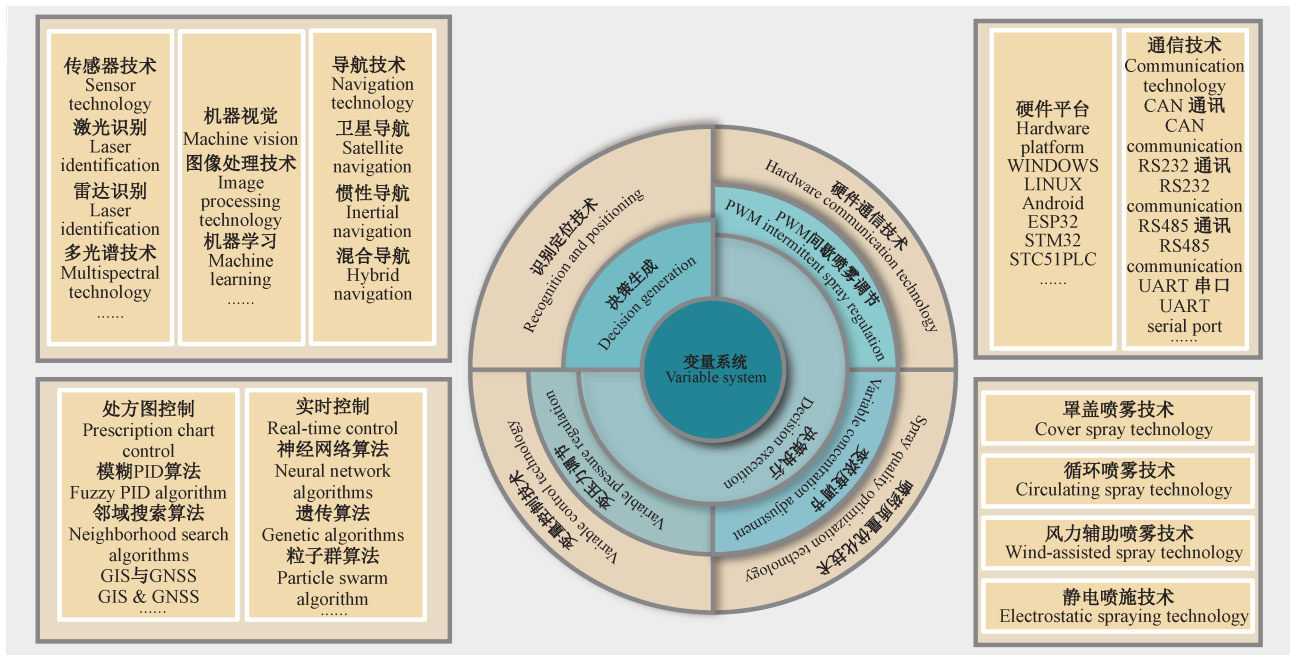 传感器技术
Sensor
technology
激光识别
Laser
identification
雷达识别
Laser
identification
多光谱技术
Multispectral
technology
……
机器视觉
Machine vision
图像处理技术
Image
processing
technology
机器学习
Machine
learning
……
导航技术
Navigation
technology
卫星导航
Satellite
navigation
惯性导航
Inertial
navigation
混合导航
Hybrid
navigation
硬件平台
Hardware
platform
WINDOWS
LINUX
Android
ESP32
STM32
STC51PLC
……
通信技术
Communication
technology
CAN 通讯
CAN
communication
RS232 通讯
RS232
communication
RS485 通讯
RS485
communication
UART 串口
UART
serial port
……
识别定位技术
Recognition and positioning
决策生成
Decision generation
硬件通信技术
Hardware communication technology
PWM间歇喷雾调节
PWM intermittent spray regulation
变量系统
Variable system
决策执行
Decision execution
变压力调节
Variable pressure regulation
变量控制技术
Variable control technology
变浓度调节
Variable concentration adjustment
喷药质量优化技术
Spray quality optimization technology
处方图控制
Prescription chart
control
模糊PID算法
Fuzzy PID algorithm
邻域搜索算法
Neighborhood search
algorithms
GIS与GNSS
GIS & GNSS
……
实时控制
Real-time control
神经网络算法
Neural network
algorithms
遗传算法
Genetic algorithms
粒子群算法
Particle swarm
algorithm
……
罩盖喷雾技术
Cover spray technology
循环喷雾技术
Circulating spray technology
风力辅助喷雾技术
Wind-assisted spray technology
静电喷施技术
Electrostatic spraying technology